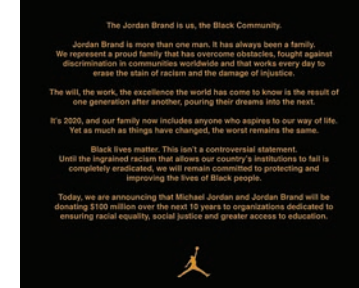 The Jordan Brand is us, the Black Community.
Jordan Brand is more than one man. It has always been a family.
We represent a proud family that has overcome obstacles, fought against
discrimination in communities worldwide and that works every day to
erase the stain of racism and the damage of injustice.
The will, the work, the excellence the world has come to know is the result of
one generation after another, pouring their dreams into the next.
It's 2020, and our family now includes anyone who aspires to our way of life.
Yet as much as things have changed, the worst remains the same.
Black lives matter. This isn't a controversial statement.
Until the ingrained racism that allows our country's institutions to fail is
completely eradicated, we will remain committed to protecting and
improving the lives of Black people.
Today, we are announcing that Michael Jordan and Jordan Brand will be
donating $100 million over the next 10 years to organizations dedicated to
ensuring racial equality, social justice and greater access to education.